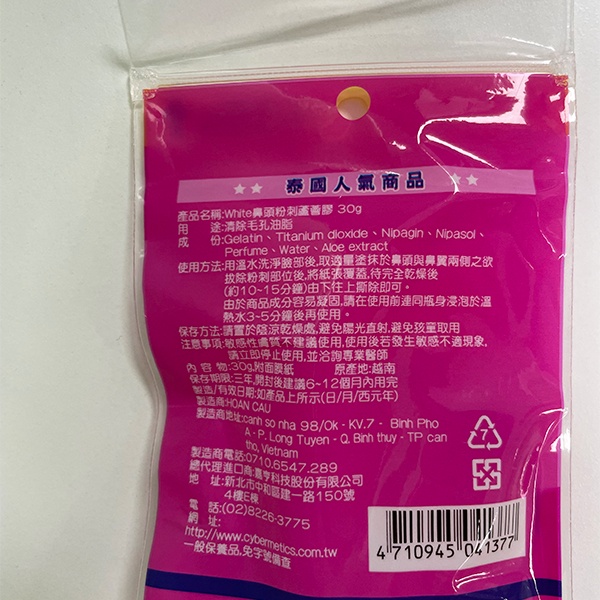 ★★ 泰國人氣商品 ★★
產品名稱:White鼻頭粉刺蘆薈膠 30g
用 途:清除毛孔油脂
成 份:Gelatin、Titanium dioxide、Nipagin、Nipasol、
Perfume、Water、Aloe extract
使用方法:用溫水洗淨臉部後,取適量塗抹於鼻頭與鼻翼兩側之欲
拔除粉刺部位後,將紙張覆蓋,待完全乾燥後
(約10~15分鐘)由下往上撕除即可。
由於商品成分容易凝固,請在使用前連同瓶身浸泡於溫
熱水3~5分鐘後再使用。
保存方法:請置於陰涼乾燥處,避免陽光直射,避免孩童取用
注意事項:敏感性膚質不建議使用,使用後若發生敏感不適現象,
請立即停止使用,並洽詢專業醫師
內 容 物:30g,附面膜紙 原產地:越南
保存期限:三年,開封後建議6~12個月內用完
製造/有效日期:如產品上所示(日/月/西元年)
製造商:HOAN CAU
製造商地址:canh so nha 98/Ok - KV.7 - Binh Pho
A - P. Long Tuyen - Q. Binh thuy - TP can
tho, Vietnam
製造商電話:0710.6547.289
總代理進口商:嘉亨科技股份有限公司
地 址:新北市中和區建一路150號
4樓E棟
電 話:(02)8226-3775
網 址:
http://www.cybermetics.com.tw
一般保養品,免字號備查
7
4 710945 041377